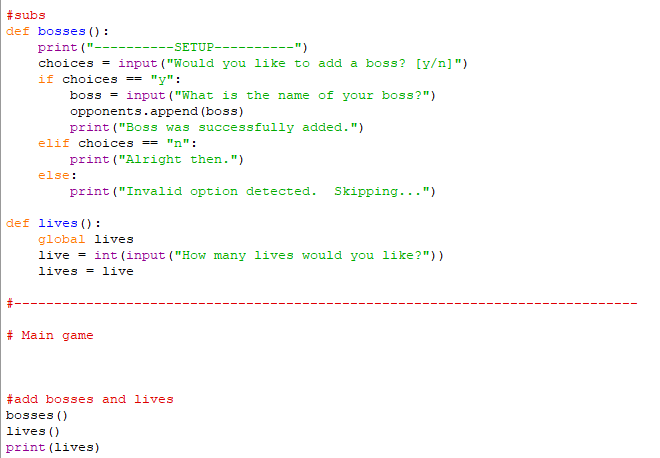 #subs
def bosses():
    print("----------SETUP----------")
    choices = input("Would you like to add a boss? [y/n]")
    if choices == "y":
        boss = input("What is the name of your boss?")
        opponents.append(boss)
        print("Boss was successfully added.")
    elif choices == "n":
        print("Alright then.")
    else:
        print("Invalid option detected.  Skipping...")

def lives():
    global lives
    live = int(input("How many lives would you like?"))
    lives = live

#------------------------------------------------------------------------------

# Main game

#add bosses and lives
bosses()
lives()
print(lives)